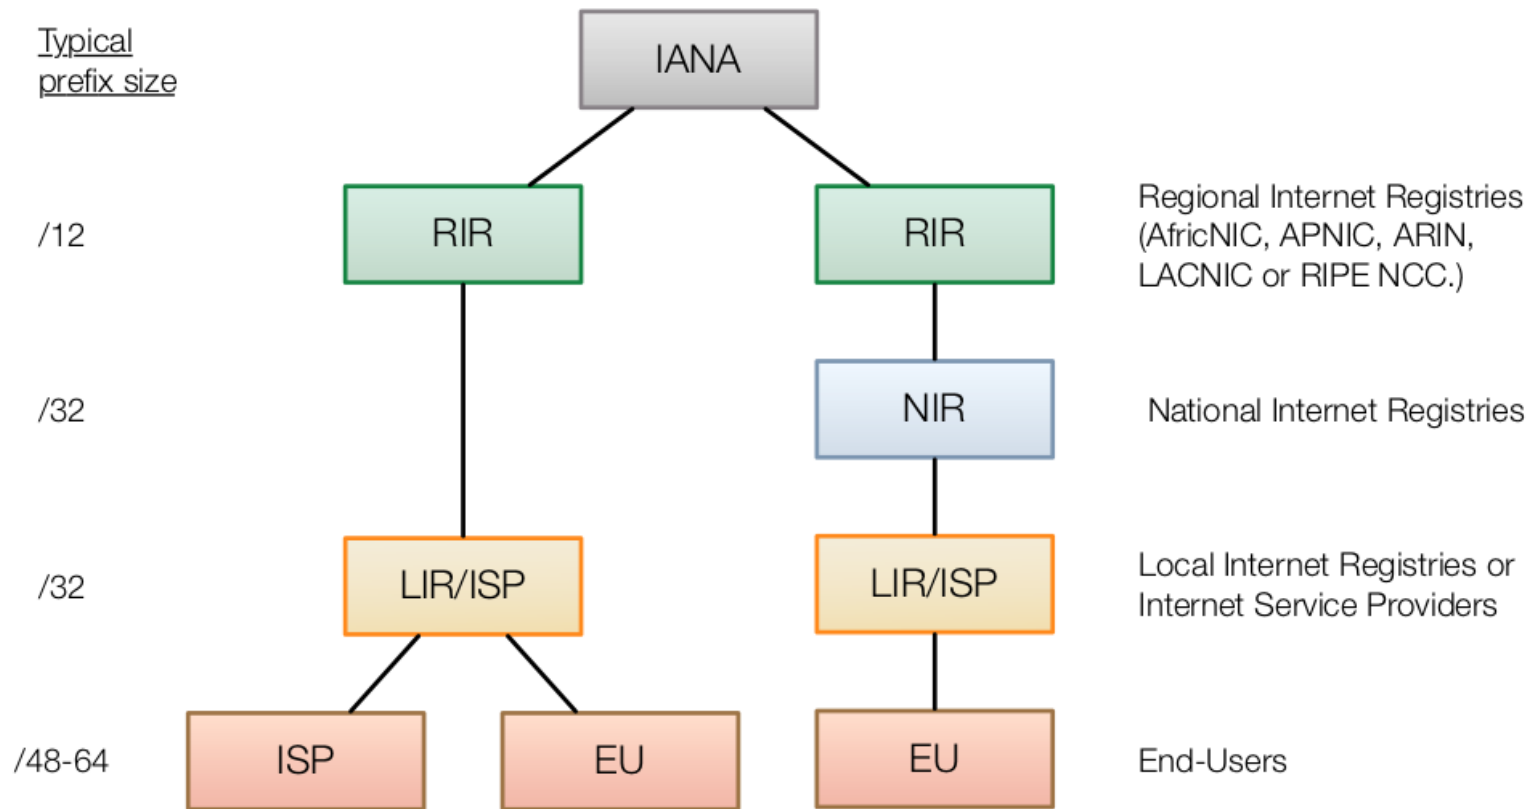 Typical
prefix size
IANA
/12
RIR
RIR
Regional Internet Registries
(AfricNIC, APNIC, ARIN,
LACNIC or RIPE NCC.)
/32
NIR
National Internet Registries
/32
LIR/ISP
LIR/ISP
Local Internet Registries or
Internet Service Providers
/48-64
ISP
EU
EU
End-Users